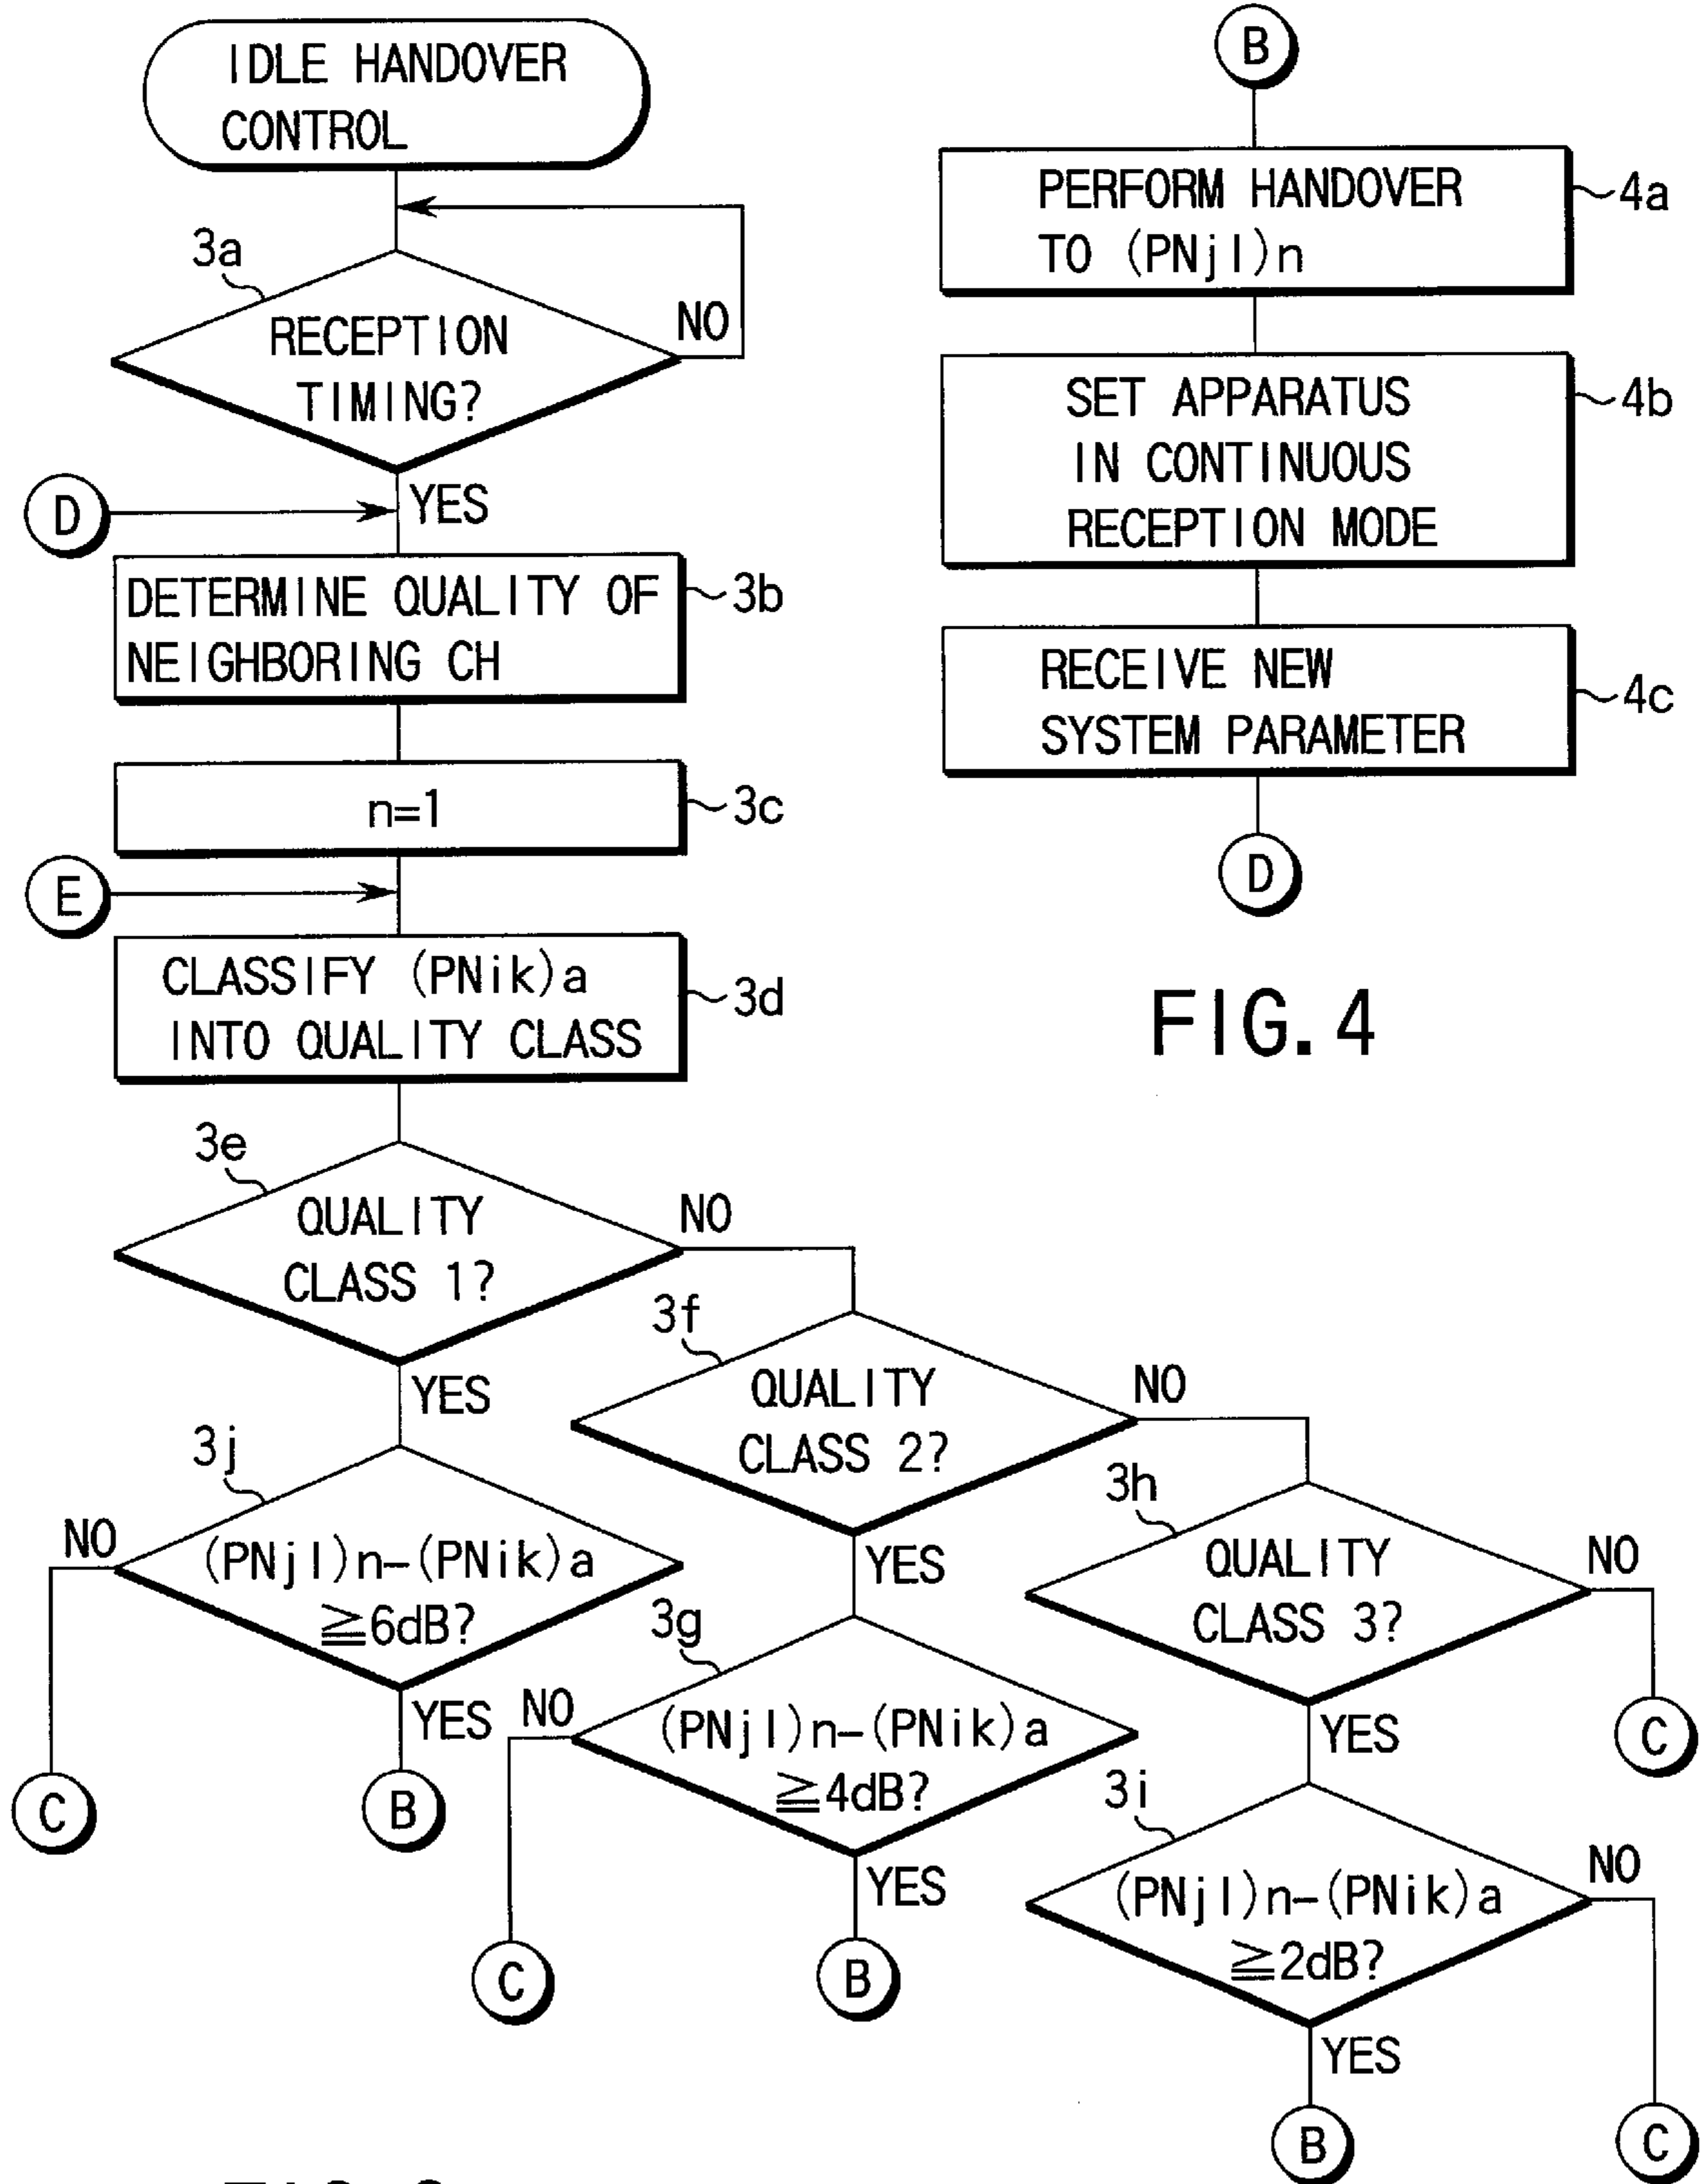 IDLE HANDOVER
CONTROL
3a
RECEPTION
TIMING?
NO
YES
D
DETERMINE QUALITY OF
NEIGHBORING CH
3b
n=1
3c
E
CLASSIFY (PNik)a
INTO QUALITY CLASS
3d
3e
QUALITY
CLASS 1?
NO
YES
3f
QUALITY
CLASS 2?
NO
YES
3h
QUALITY
CLASS 3?
NO
C
YES
3j
(PNjl)n-(PNik)a
≧6dB?
NO
C
YES
B
3g
(PNjl)n-(PNik)a
≧4dB?
NO
C
YES
B
3i
(PNjl)n-(PNik)a
≧2dB?
NO
C
YES
B
B
PERFORM HANDOVER
TO (PNjl)n
4a
SET APPARATUS
IN CONTINUOUS
RECEPTION MODE
4b
RECEIVE NEW
SYSTEM PARAMETER
4c
D
FIG. 4